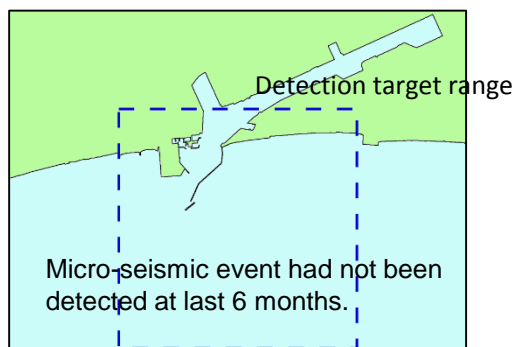 Detection target range
Micro-seismic event had not been
detected at last 6 months.